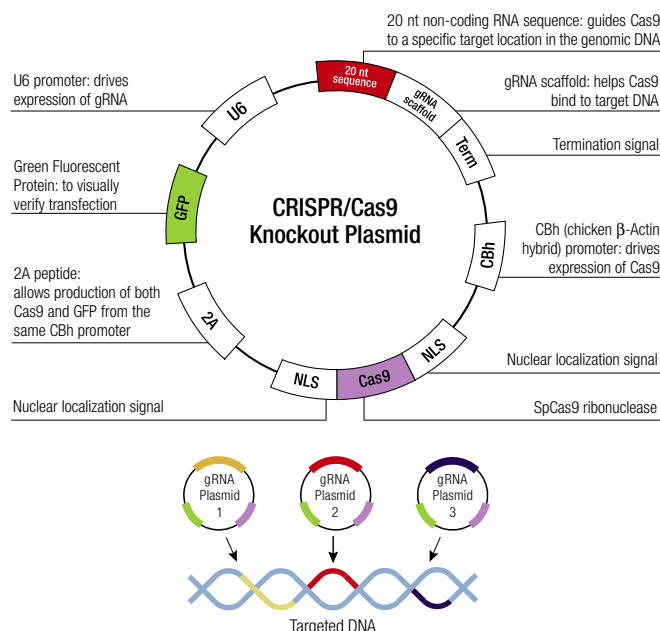 20 nt non-coding RNA sequence: guides Cas9
to a specific target location in the genomic DNA
U6 promoter: drives
expression of gRNA
gRNA scaffold: helps Cas9
bind to target DNA
Termination signal
Green Fluorescent
Protein: to visually
verify transfection
CBh (chicken β-Actin
hybrid) promoter: drives
expression of Cas9
2A peptide:
allows production of both
Cas9 and GFP from the
same CBh promoter
Nuclear localization signal
Nuclear localization signal
SpCas9 ribonuclease
20 nt
sequence
gRNA
scaffold
Term
CBh
NLS
Cas9
NLS
2A
GFP
U6
CRISPR/Cas9
Knockout Plasmid
gRNA
Plasmid
1
gRNA
Plasmid
2
gRNA
Plasmid
3
Targeted DNA